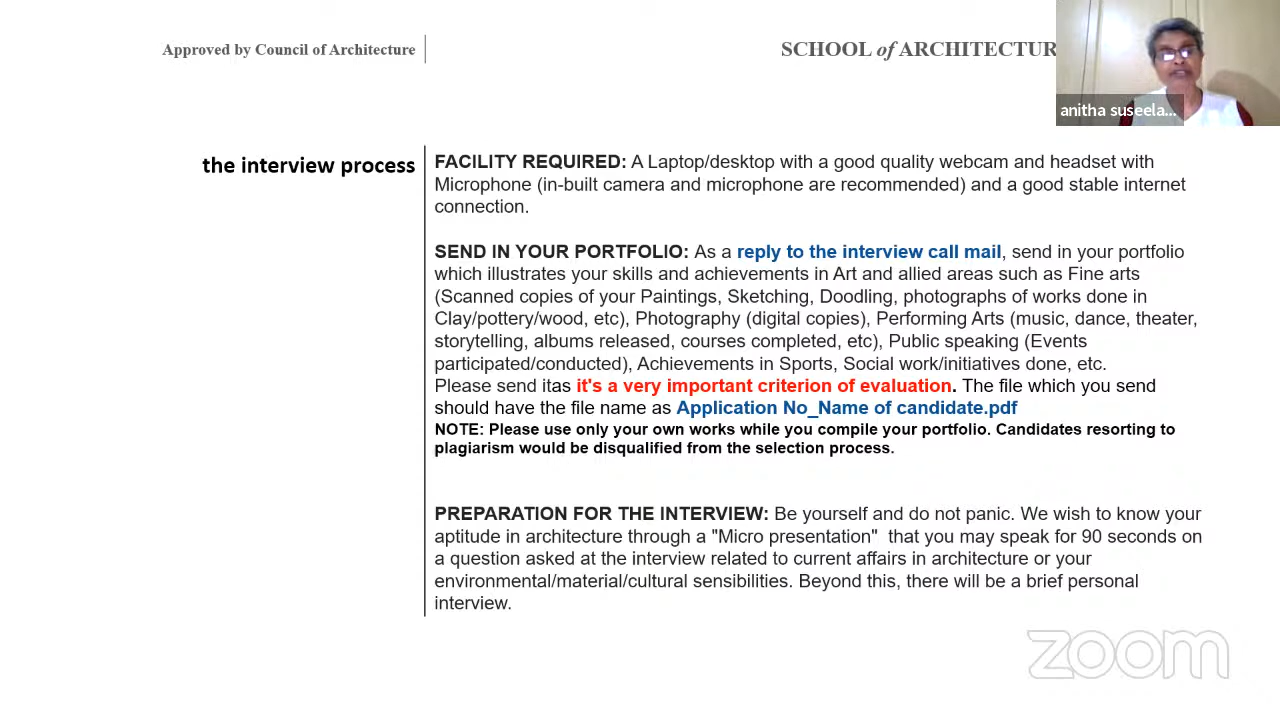 Approved by Council of Architecture
SCHOOL of ARCHITECTUR
anitha suseela...
the interview process
FACILITY REQUIRED: A Laptop/desktop with a good quality webcam and headset with
Microphone (in-built camera and microphone are recommended) and a good stable internet
connection.
SEND IN YOUR PORTFOLIO: As a reply to the interview call mail, send in your portfolio
which illustrates your skills and achievements in Art and allied areas such as Fine arts
(Scanned copies of your Paintings, Sketching, Doodling, photographs of works done in
Clay/pottery/wood, etc), Photography (digital copies), Performing Arts (music, dance, theater,
storytelling, albums released, courses completed, etc), Public speaking (Events
participated/conducted), Achievements in Sports, Social work/initiatives done, etc.
Please send itas it's a very important criterion of evaluation. The file which you send
should have the file name as Application No_Name of candidate.pdf
NOTE: Please use only your own works while you compile your portfolio. Candidates resorting to
plagiarism would be disqualified from the selection process.
PREPARATION FOR THE INTERVIEW: Be yourself and do not panic. We wish to know your
aptitude in architecture through a "Micro presentation" that you may speak for 90 seconds on
a question asked at the interview related to current affairs in architecture or your
environmental/material/cultural sensibilities. Beyond this, there will be a brief personal
interview.
zoom